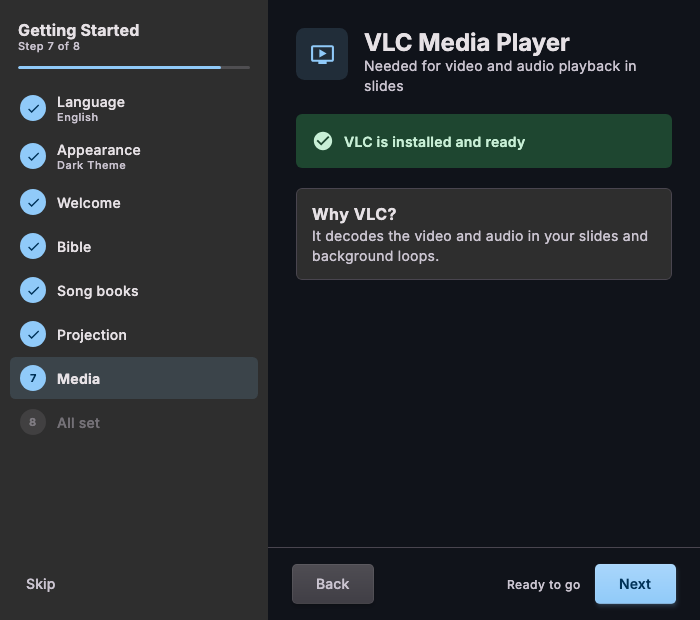 Getting Started
Step 7 of 8
Language
English
Appearance
Dark Theme
Welcome
Bible
Song books
Projection
7
Media
8
All set
Skip
VLC Media Player
Needed for video and audio playback in
slides
VLC is installed and ready
Why VLC?
It decodes the video and audio in your slides and
background loops.
Back
Ready to go
Next